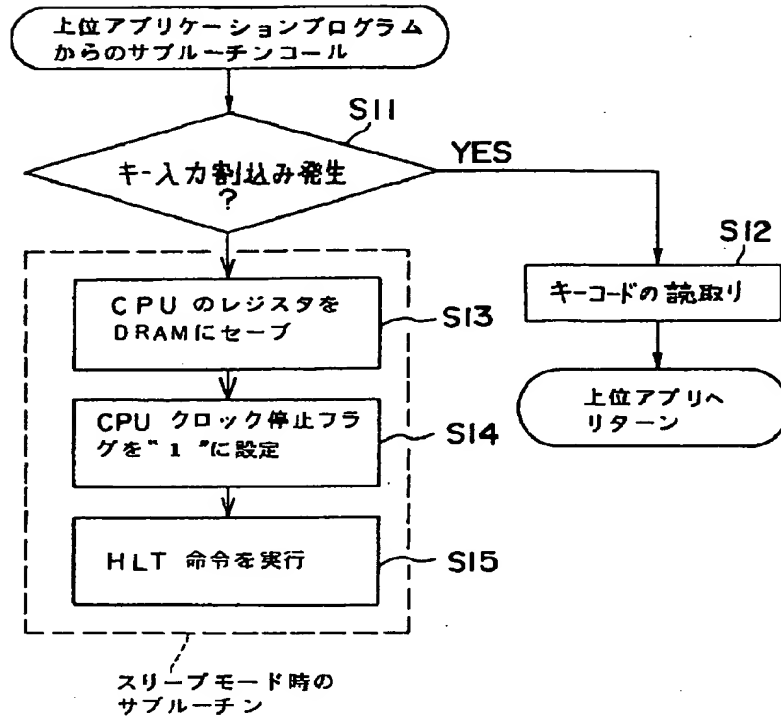 上位アプリケーションプログラム
からのサブルーチンコール
S11
キー入力割込み発生
?
YES
S12
キーコードの読取り
CPU のレジスタを
DRAMにセーブ
S13
上位アプリへ
リターン
CPU クロック停止フラ
グを"1"に設定
S14
HLT 命令を実行
S15
スリープモード時の
サブルーチン